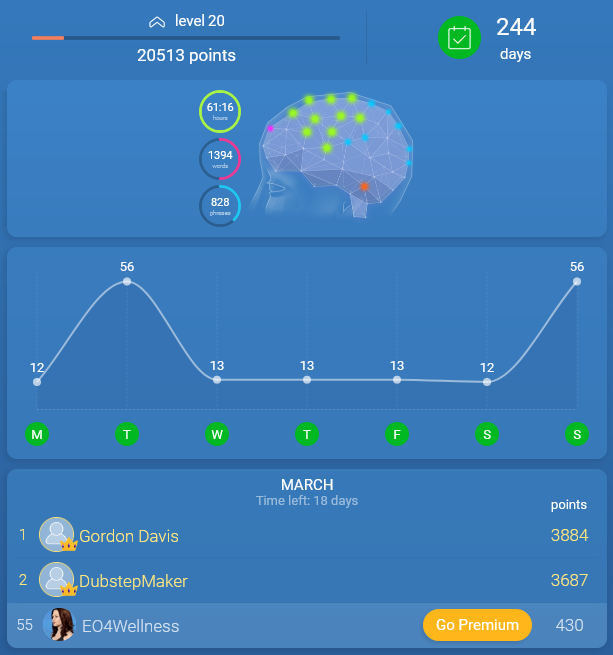 level 20
20513 points
244
days
61:16
hours
1394
words
828
phrases
12 56 13 13 13 12 56
M T W T F S S
MARCH
Time left: 18 days
points
1 Gordon Davis 3884
2 DubstepMaker 3687
55 EO4Wellness Go Premium 430